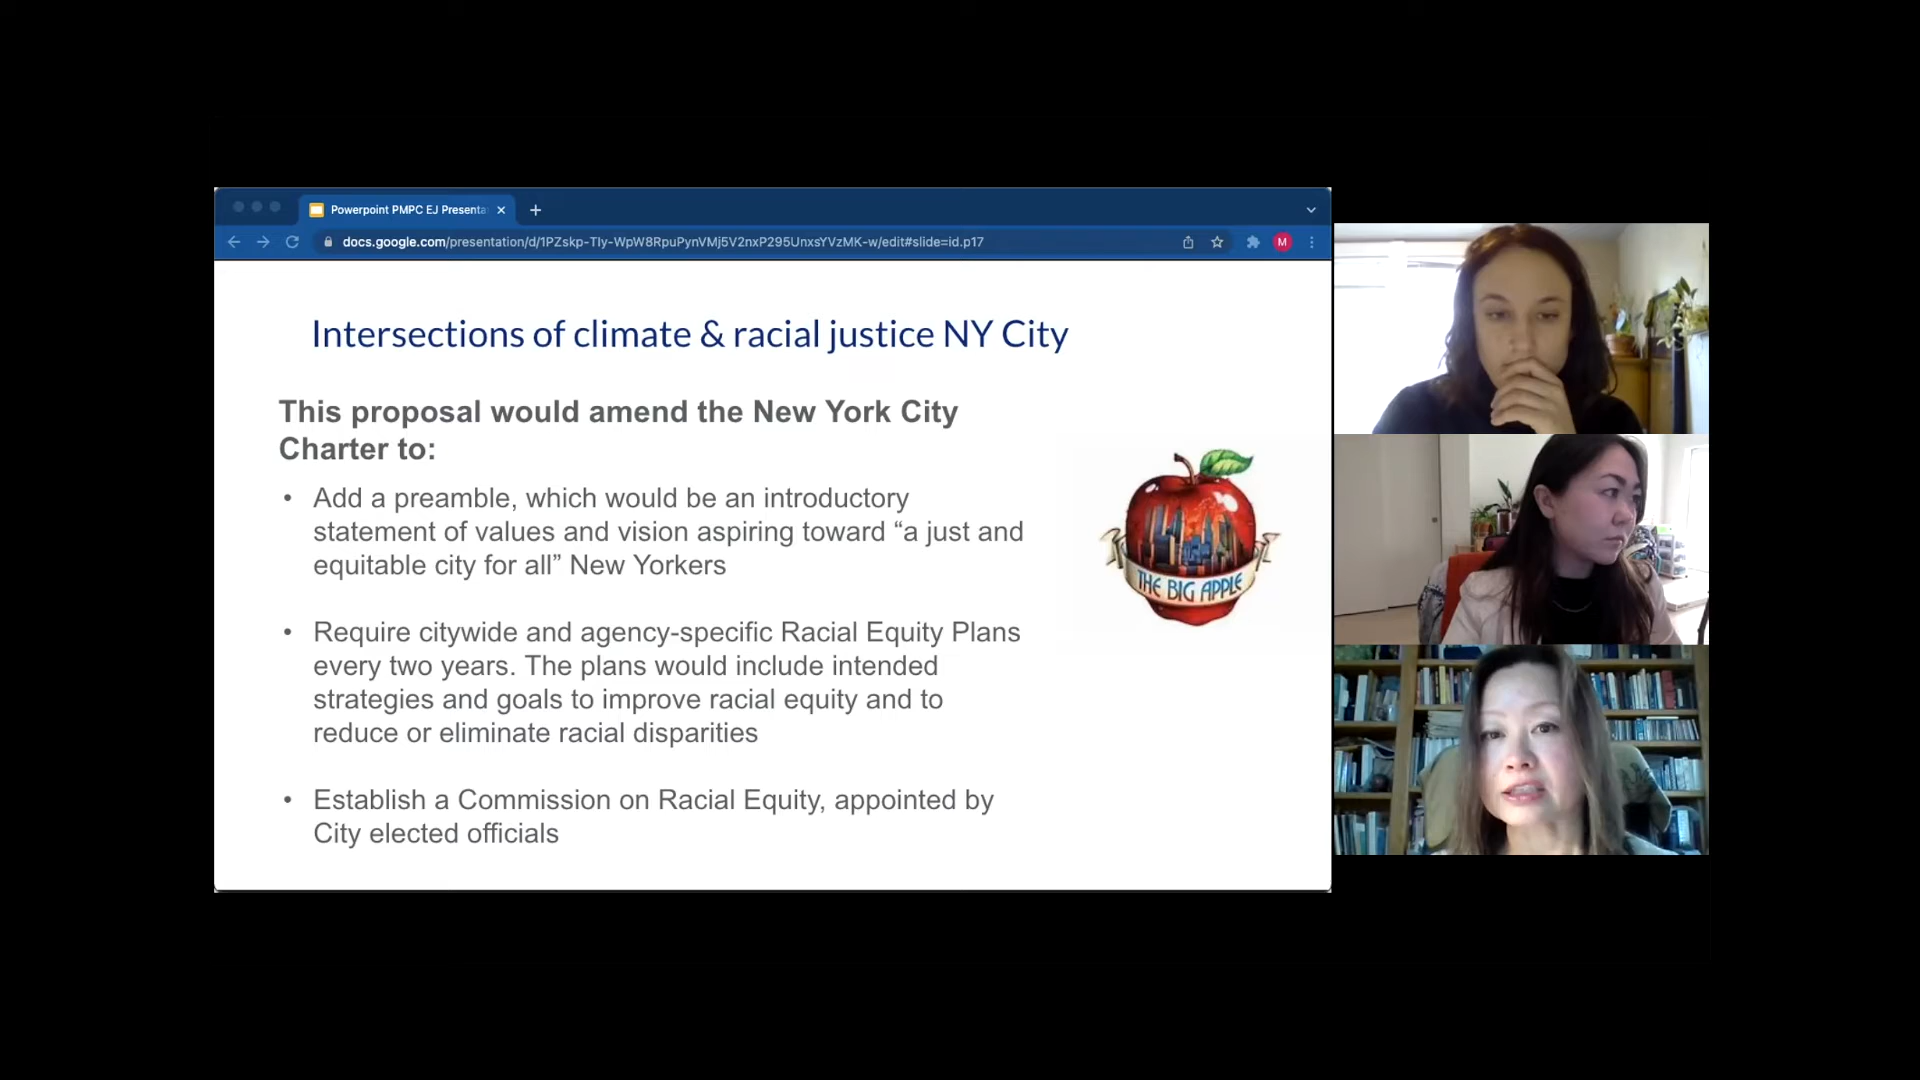 Powerpoint PMPC EJ Presenta
docs.google.com/presentation/d/1PZskp-TIy-WpW8RpuPynVMj5V2nxP295UnxsYVzMK-w/edit#slide=id.p17
M
Intersections of climate & racial justice NY City
This proposal would amend the New York City
Charter to:
• Add a preamble, which would be an introductory
statement of values and vision aspiring toward “a just and
equitable city for all” New Yorkers
• Require citywide and agency-specific Racial Equity Plans
every two years. The plans would include intended
strategies and goals to improve racial equity and to
reduce or eliminate racial disparities
• Establish a Commission on Racial Equity, appointed by
City elected officials
THE BIG APPLE